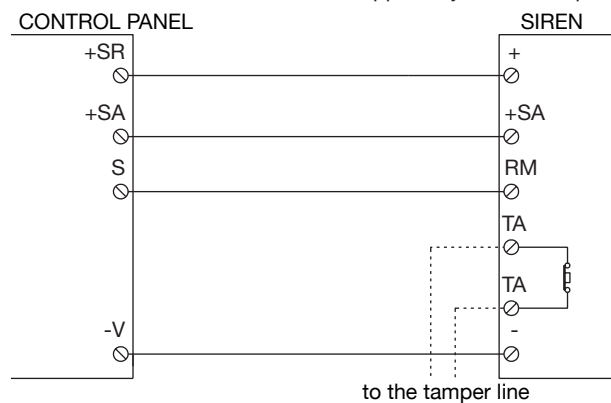 CONTROL PANEL
SIREN
+SR
+
+SA
+SA
S
RM
TA
TA
-V
-
to the tamper line